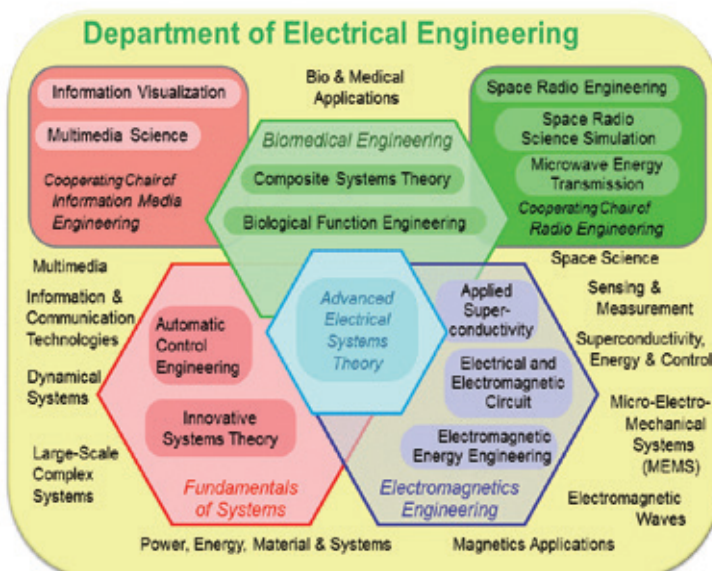 Department of Electrical Engineering
Information Visualization
Multimedia Science
Cooperating Chair of
Information Media
Engineering
Bio & Medical
Applications
Space Radio Engineering
Space Radio
Science Simulation
Microwave Energy
Transmission
Cooperating Chair of
Radio Engineering
Biomedical Engineering
Composite Systems Theory
Biological Function Engineering
Multimedia
Information &
Communication
Technologies
Dynamical
Systems
Large-Scale
Complex
Systems
Automatic
Control
Engineering
Innovative
Systems Theory
Fundamentals
of Systems
Advanced
Electrical
Systems
Theory
Applied
Super-
conductivity
Electrical and
Electromagnetic
Circuit
Electromagnetic
Energy Engineering
Electromagnetics
Engineering
Space Science
Sensing &
Measurement
Superconductivity,
Energy & Control
Micro-Electro-
Mechanical
Systems
(MEMS)
Electromagnetic
Waves
Power, Energy, Material & Systems
Magnetics Applications